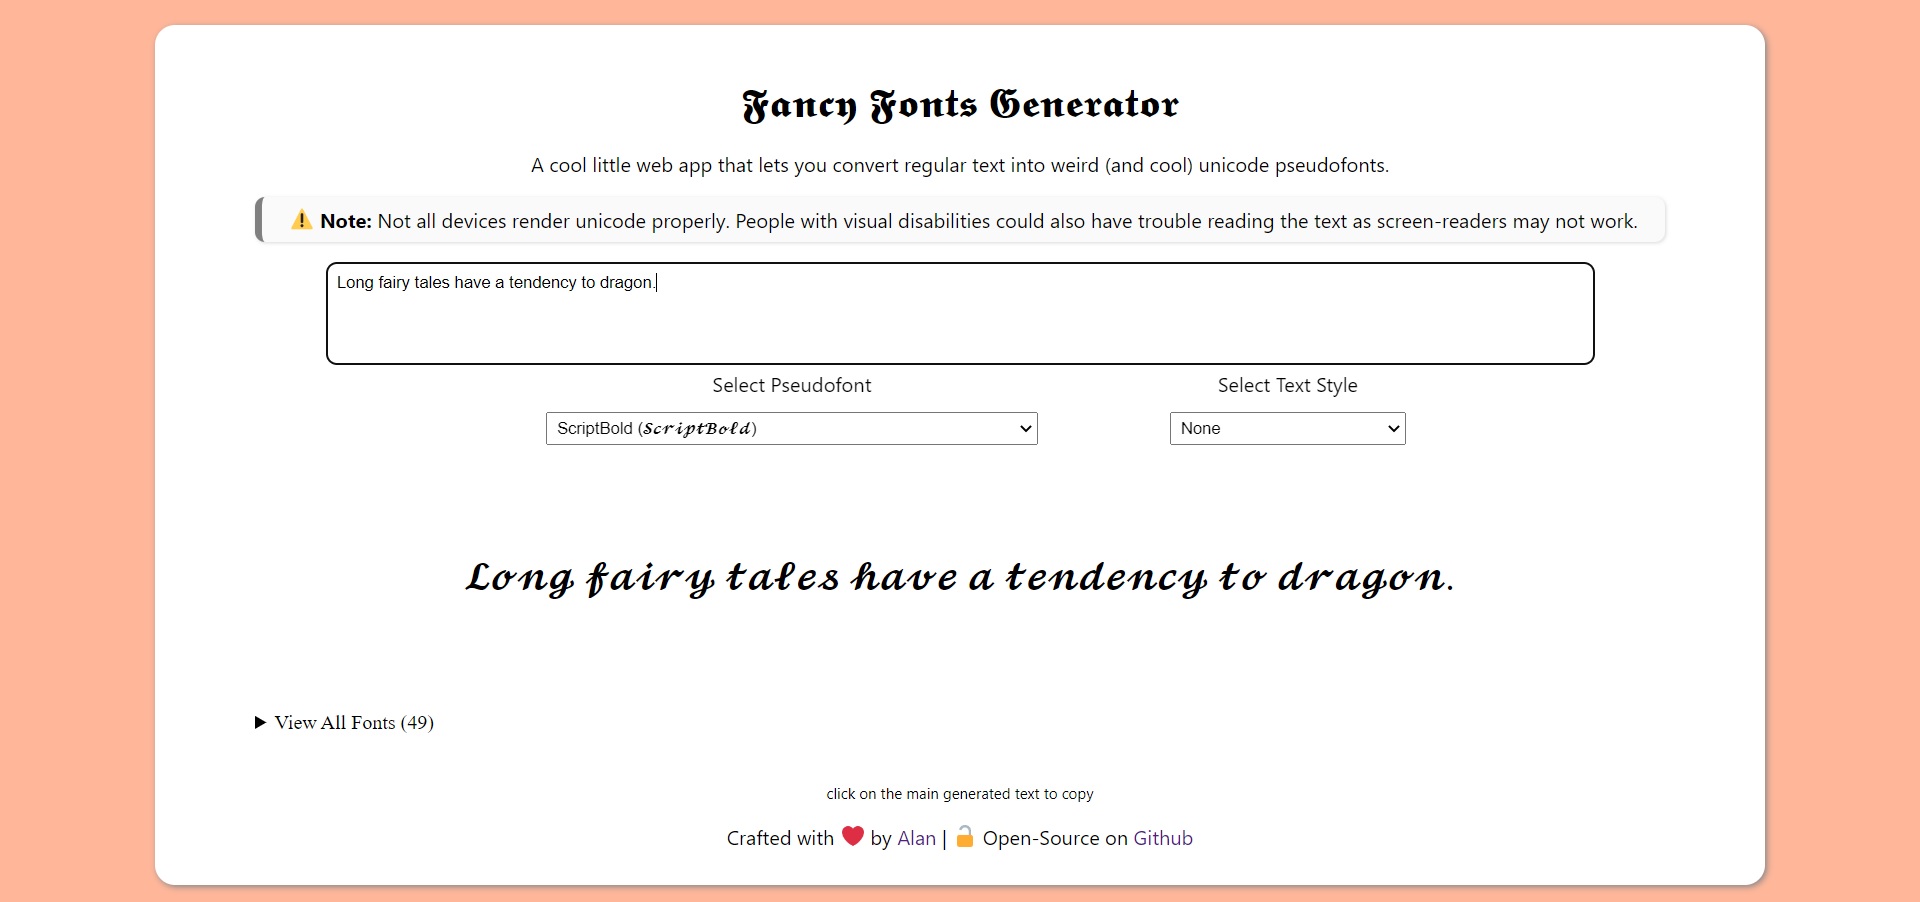 Fancy Fonts Generator
A cool little web app that lets you convert regular text into weird (and cool) unicode pseudofonts.
⚠️ Note: Not all devices render unicode properly. People with visual disabilities could also have trouble reading the text as screen-readers may not work.
Long fairy tales have a tendency to dragon.
Select Pseudofont
Select Text Style
ScriptBold (𝓢𝓬𝓻𝓲𝓹𝓽𝓑𝓸𝓵𝓭)
None
𝓛𝓸𝓷𝓰 𝓯𝓪𝓲𝓻𝔂 𝓽𝓪𝓵𝓮𝓼 𝓱𝓪𝓿𝓮 𝓪 𝓽𝓮𝓷𝓭𝓮𝓷𝓬𝔂 𝓽𝓸 𝓭𝓻𝓪𝓰𝓸𝓷.
▶ View All Fonts (49)
click on the main generated text to copy
Crafted with ❤️ by Alan | 🔓 Open-Source on Github